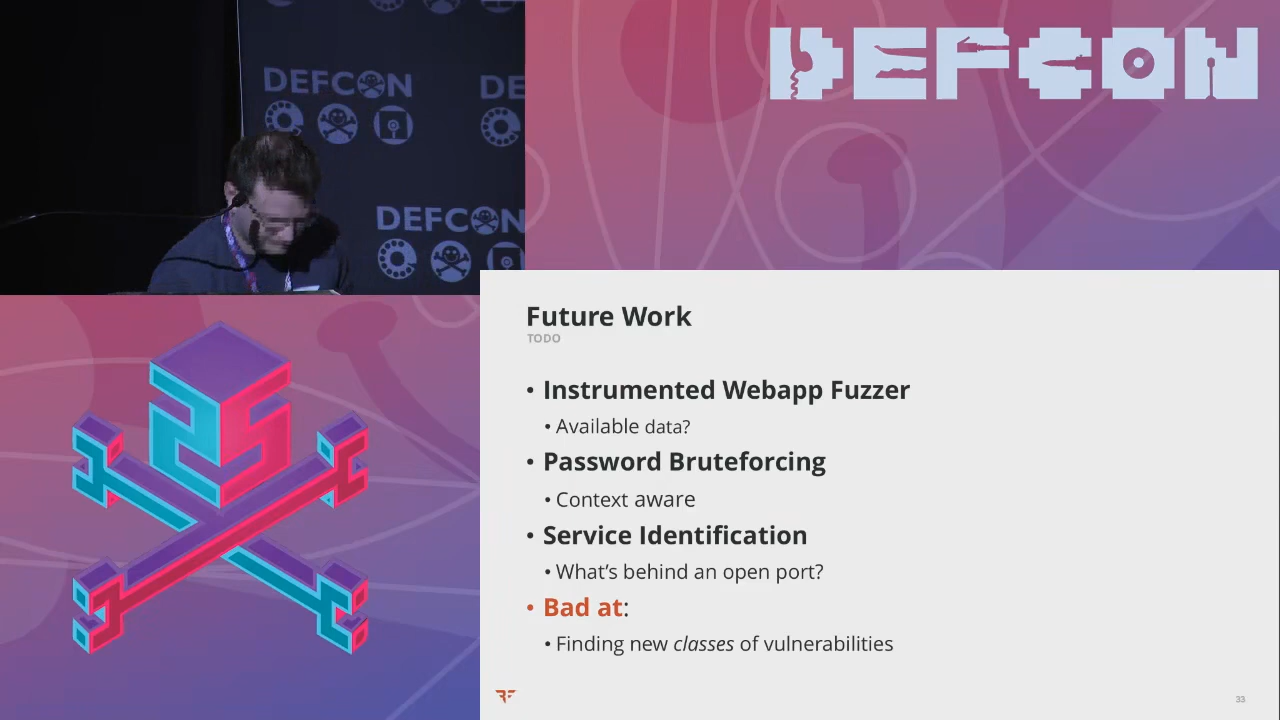 DEFCON
DE
DEFCON
DEFCON
Future Work
TODO
• Instrumented Webapp Fuzzer
• Available data?
• Password Bruteforcing
• Context aware
• Service Identification
• What's behind an open port?
• Bad at:
• Finding new classes of vulnerabilities
33